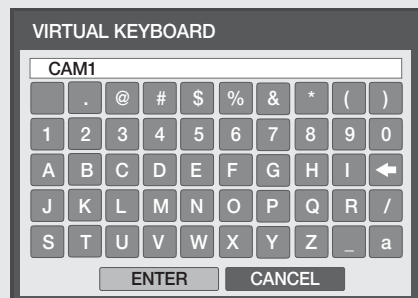 VIRTUAL KEYBOARD
CAM1
. @ # $ % & * ( )
1 2 3 4 5 6 7 8 9 0
A B C D E F G H I ←
J K L M N O P Q R /
S T U V W X Y Z _ a
ENTER CANCEL